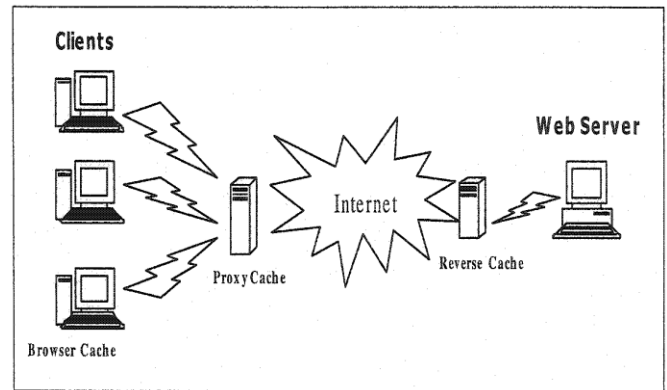 Clients
Web Server
Internet
Proxy Cache
Reverse Cache
Browser Cache